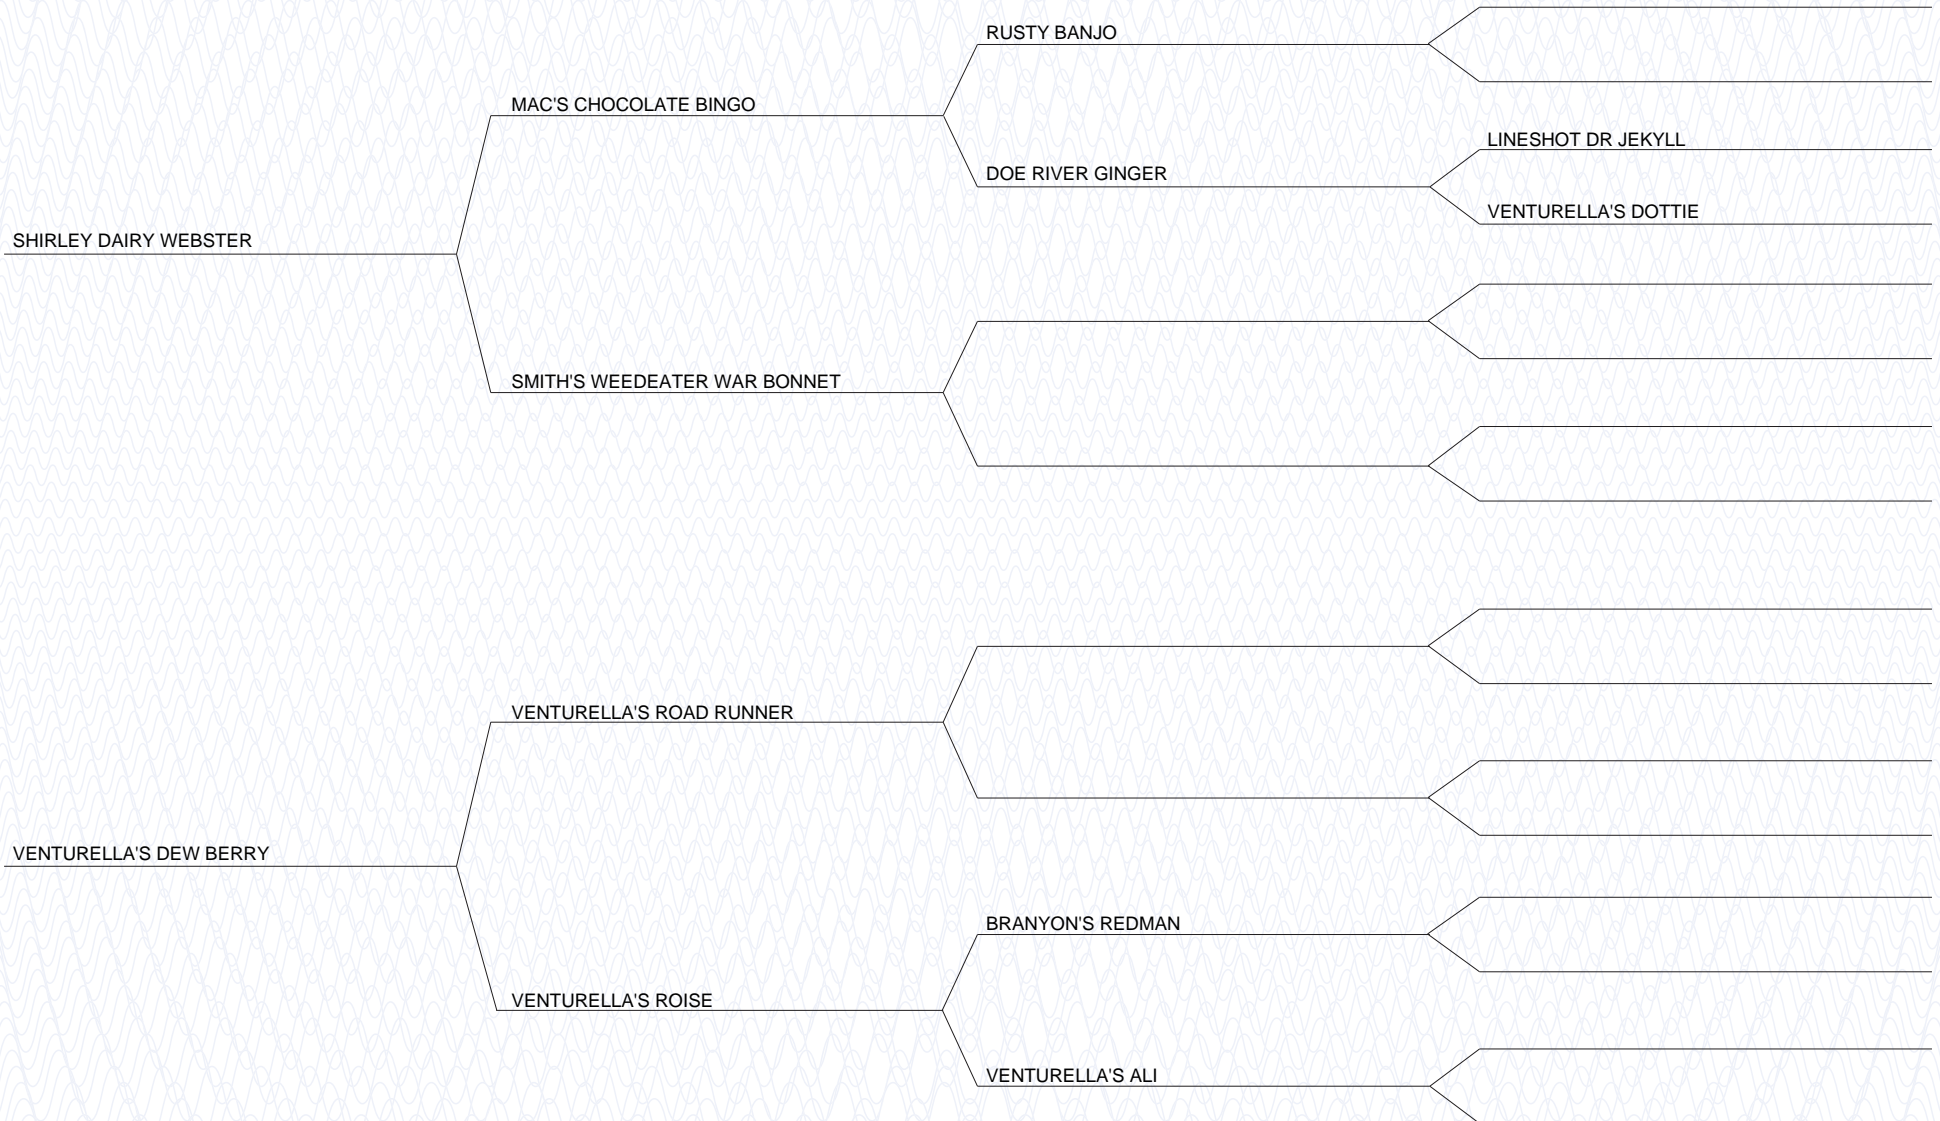 RUSTY BANJO
MAC'S CHOCOLATE BINGO
LINESHOT DR JEKYLL
DOE RIVER GINGER
VENTURELLA'S DOTTIE
SHIRLEY DAIRY WEBSTER
SMITH'S WEEDEATER WAR BONNET
VENTURELLA'S ROAD RUNNER
VENTURELLA'S DEW BERRY
BRANYON'S REDMAN
VENTURELLA'S ROISE
VENTURELLA'S ALI